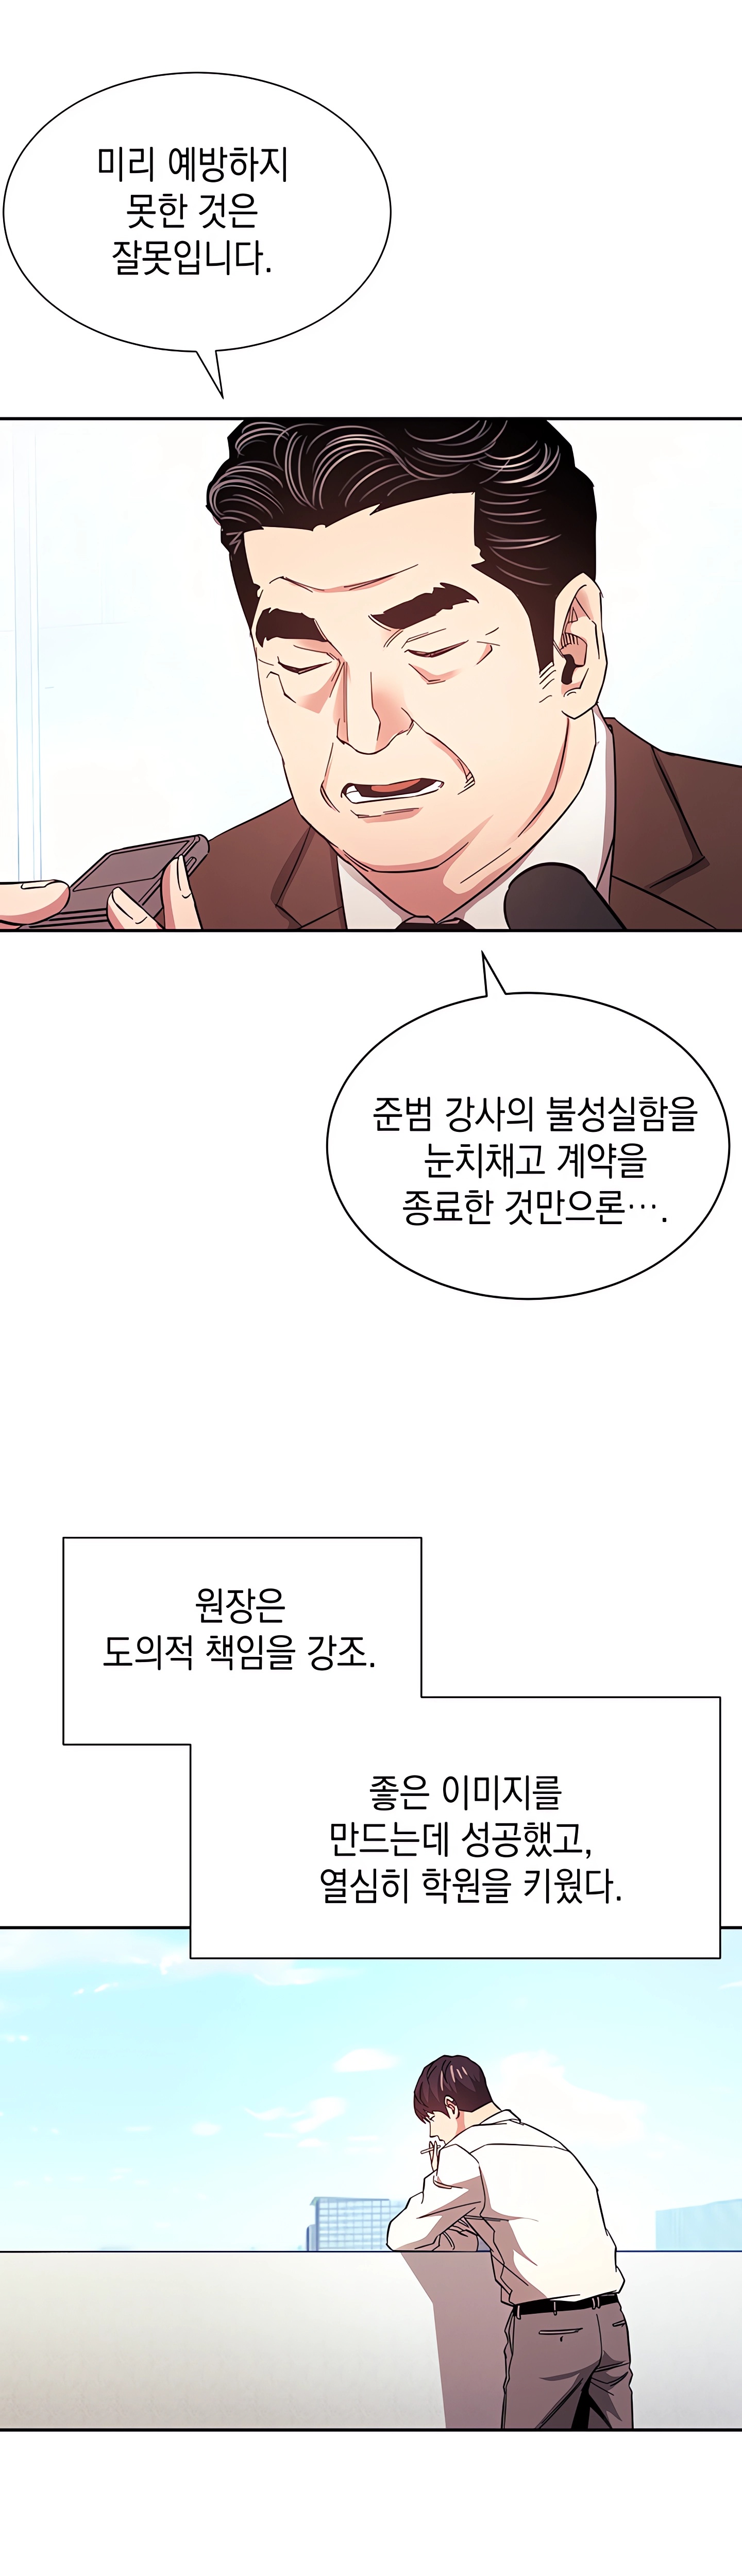 미리 예방하지
못한 것은
잘못입니다.
준범 강사의 불성실함을
눈치채고 계약을
종료한 것만으론….
원장은
도의적 책임을 강조.
좋은 이미지를
만드는데 성공했고,
열심히 학원을 키웠다.